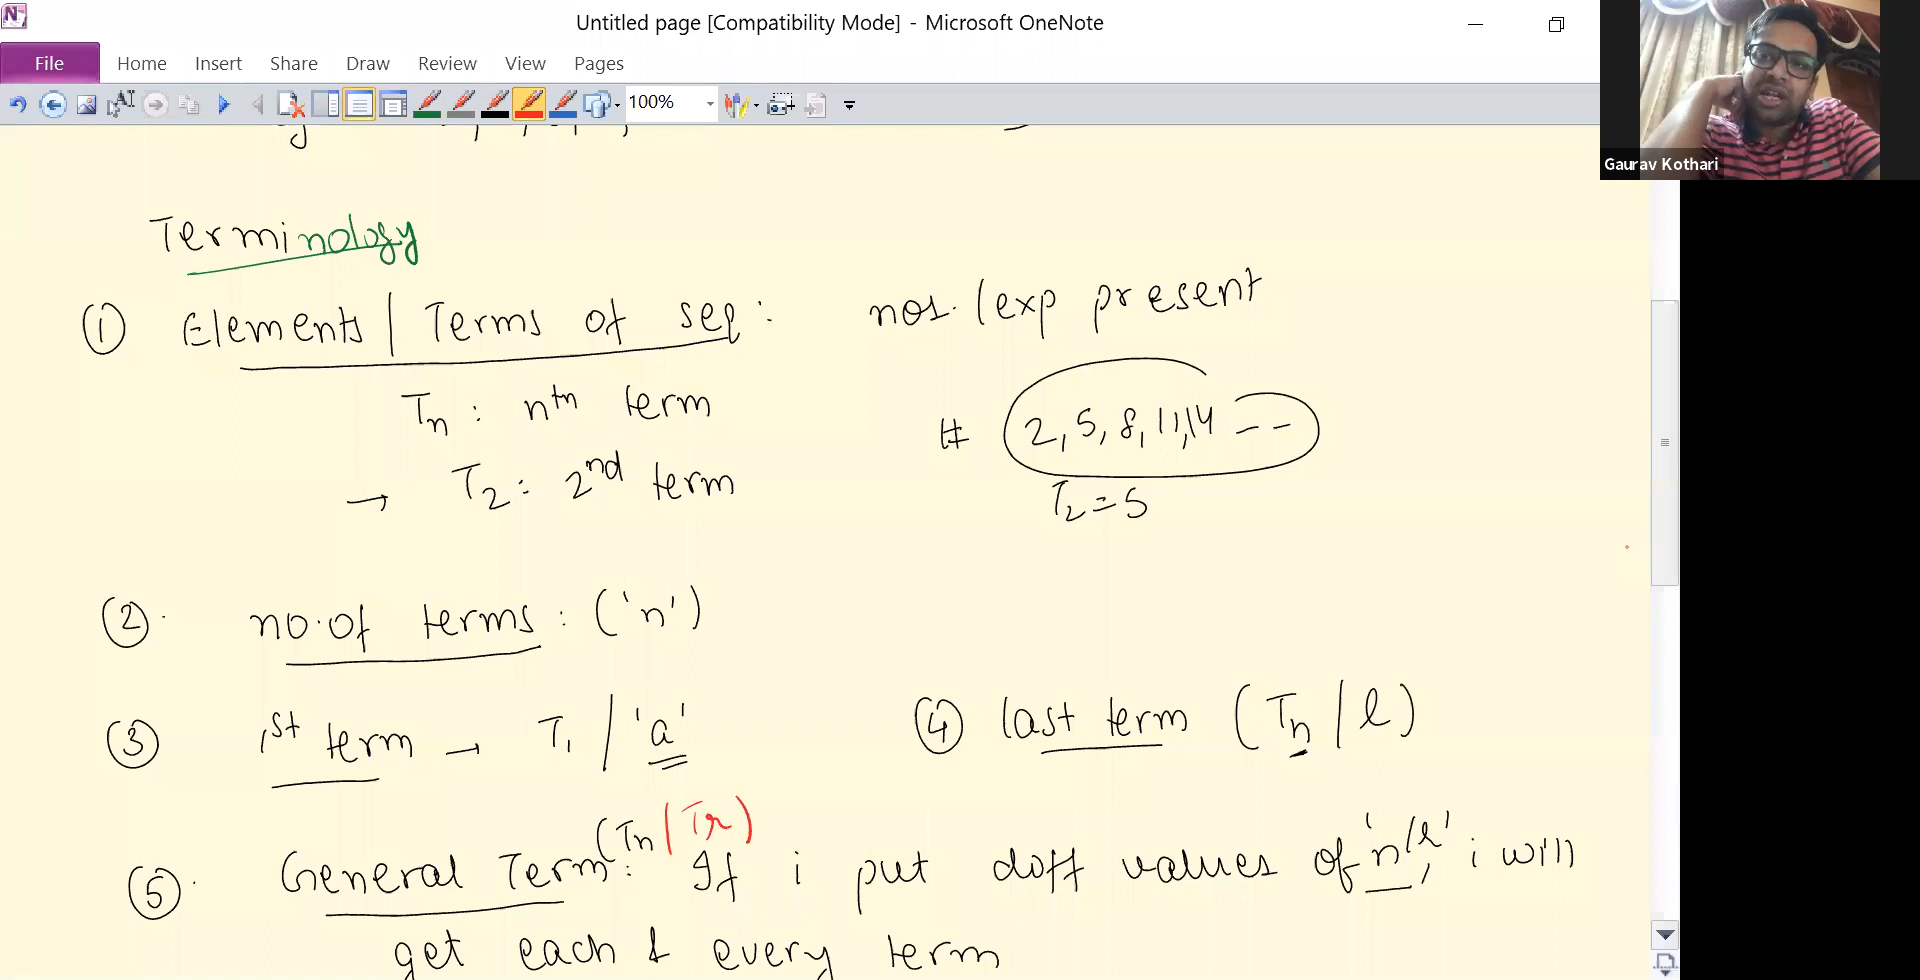 Untitled page [Compatibility Mode] - Microsoft OneNote
File Home Insert Share Draw Review View Pages
100%
Gaurav Kothari
Terminology
① Elements / Terms of seq : nos. / exp present
Tn : nth term
# 2, 5, 8, 11, 14 --
→ T2 : 2nd term
T2 = 5
② no. of terms : ('n')
③ 1st term → T1 / 'a'
④ last term (Tn / l)
(Tn / Tr)
⑤ General Term : If i put diff values of 'n/r', i will
get each & every term